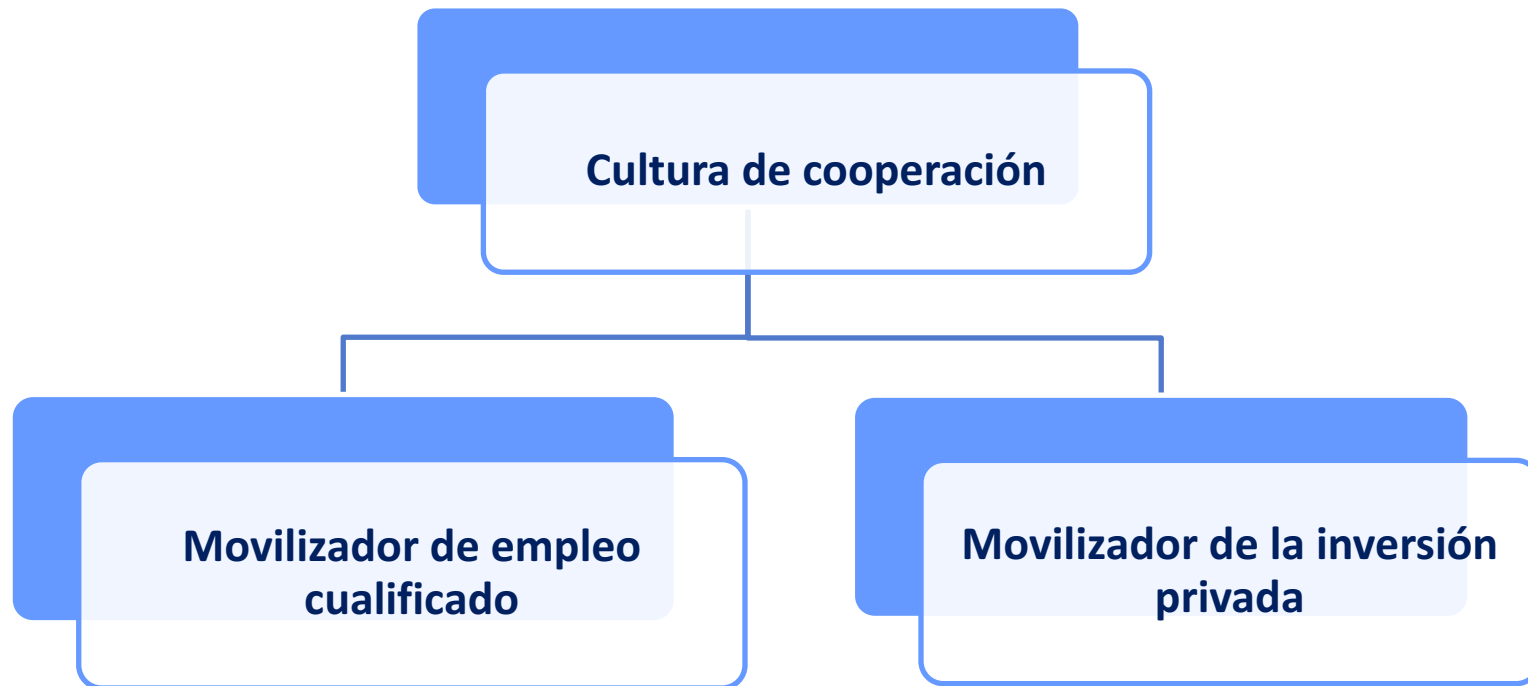 Cultura de cooperación
Movilizador de empleo
cualificado
Movilizador de la inversión
privada